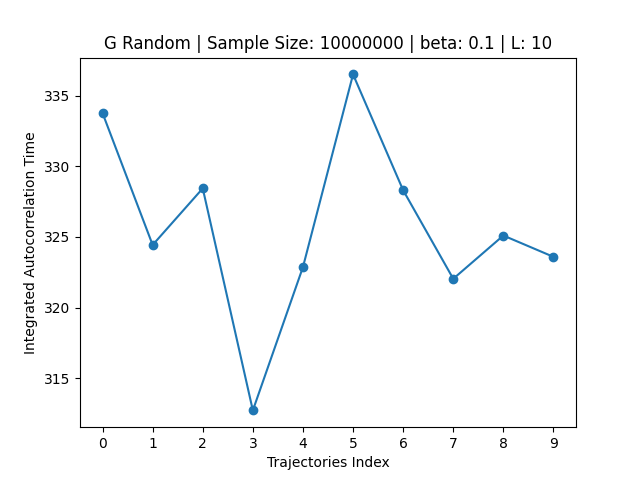 G Random | Sample Size: 10000000 | beta: 0.1 | L: 10
Integrated Autocorrelation Time
335
330
325
320
315
0 1 2 3 4 5 6 7 8 9
Trajectories Index